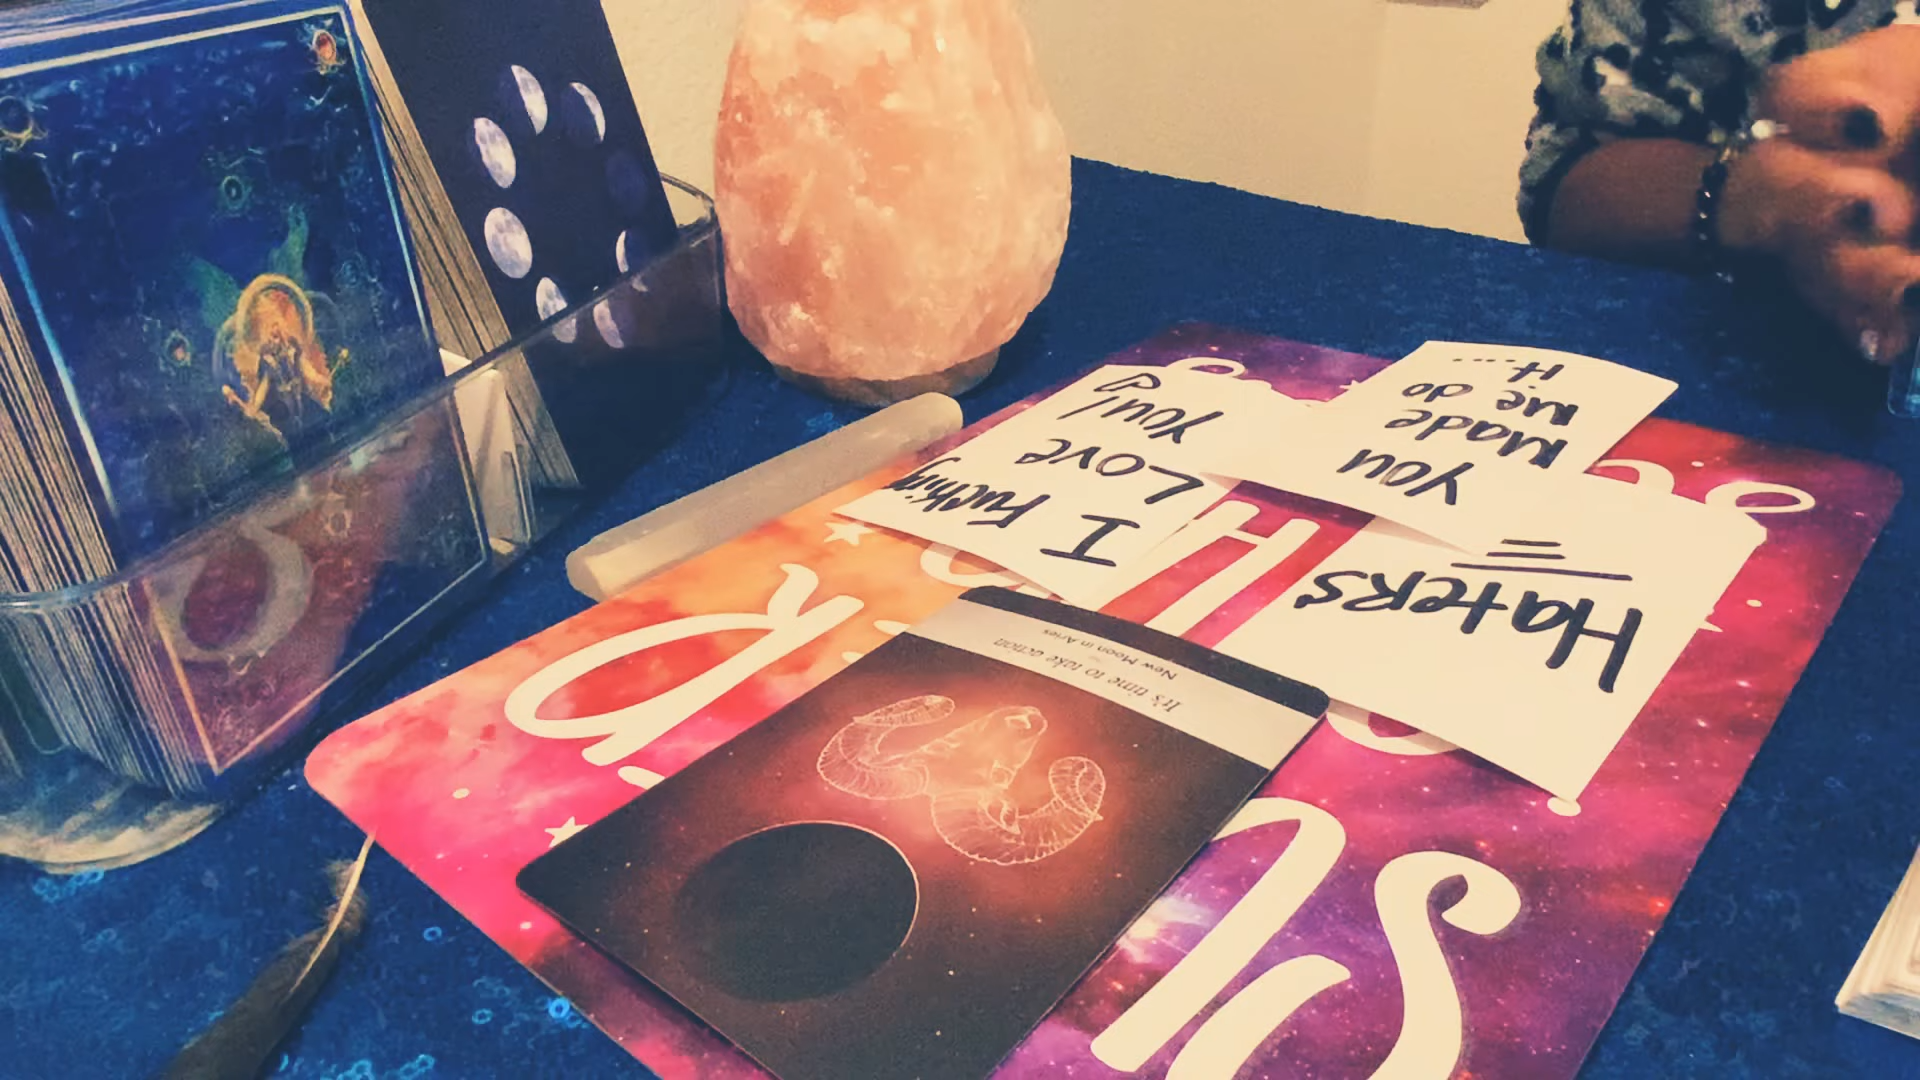 Haters
You
Made
Me do
It....
I Fucking
Love
You!
It's time to take action
New Moon in Aries